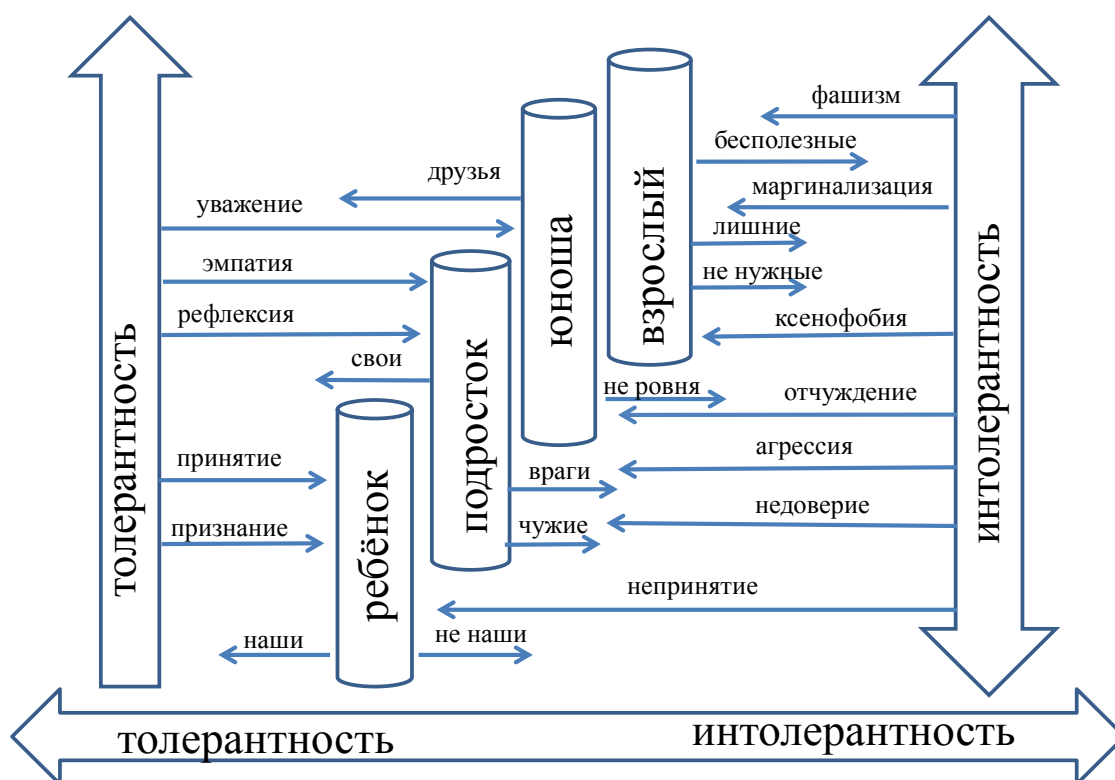 фашизм
бесполезные
друзья
маргинализация
уважение
лишние
эмпатия
не нужные
рефлексия
ксенофобия
свои
не ровня
отчуждение
принятие
враги
агрессия
признание
чужие
недоверие
непринятие
наши
не наши
толерантность
ребёнок
подросток
юноша
взрослый
интолерантность
толерантность
интолерантность